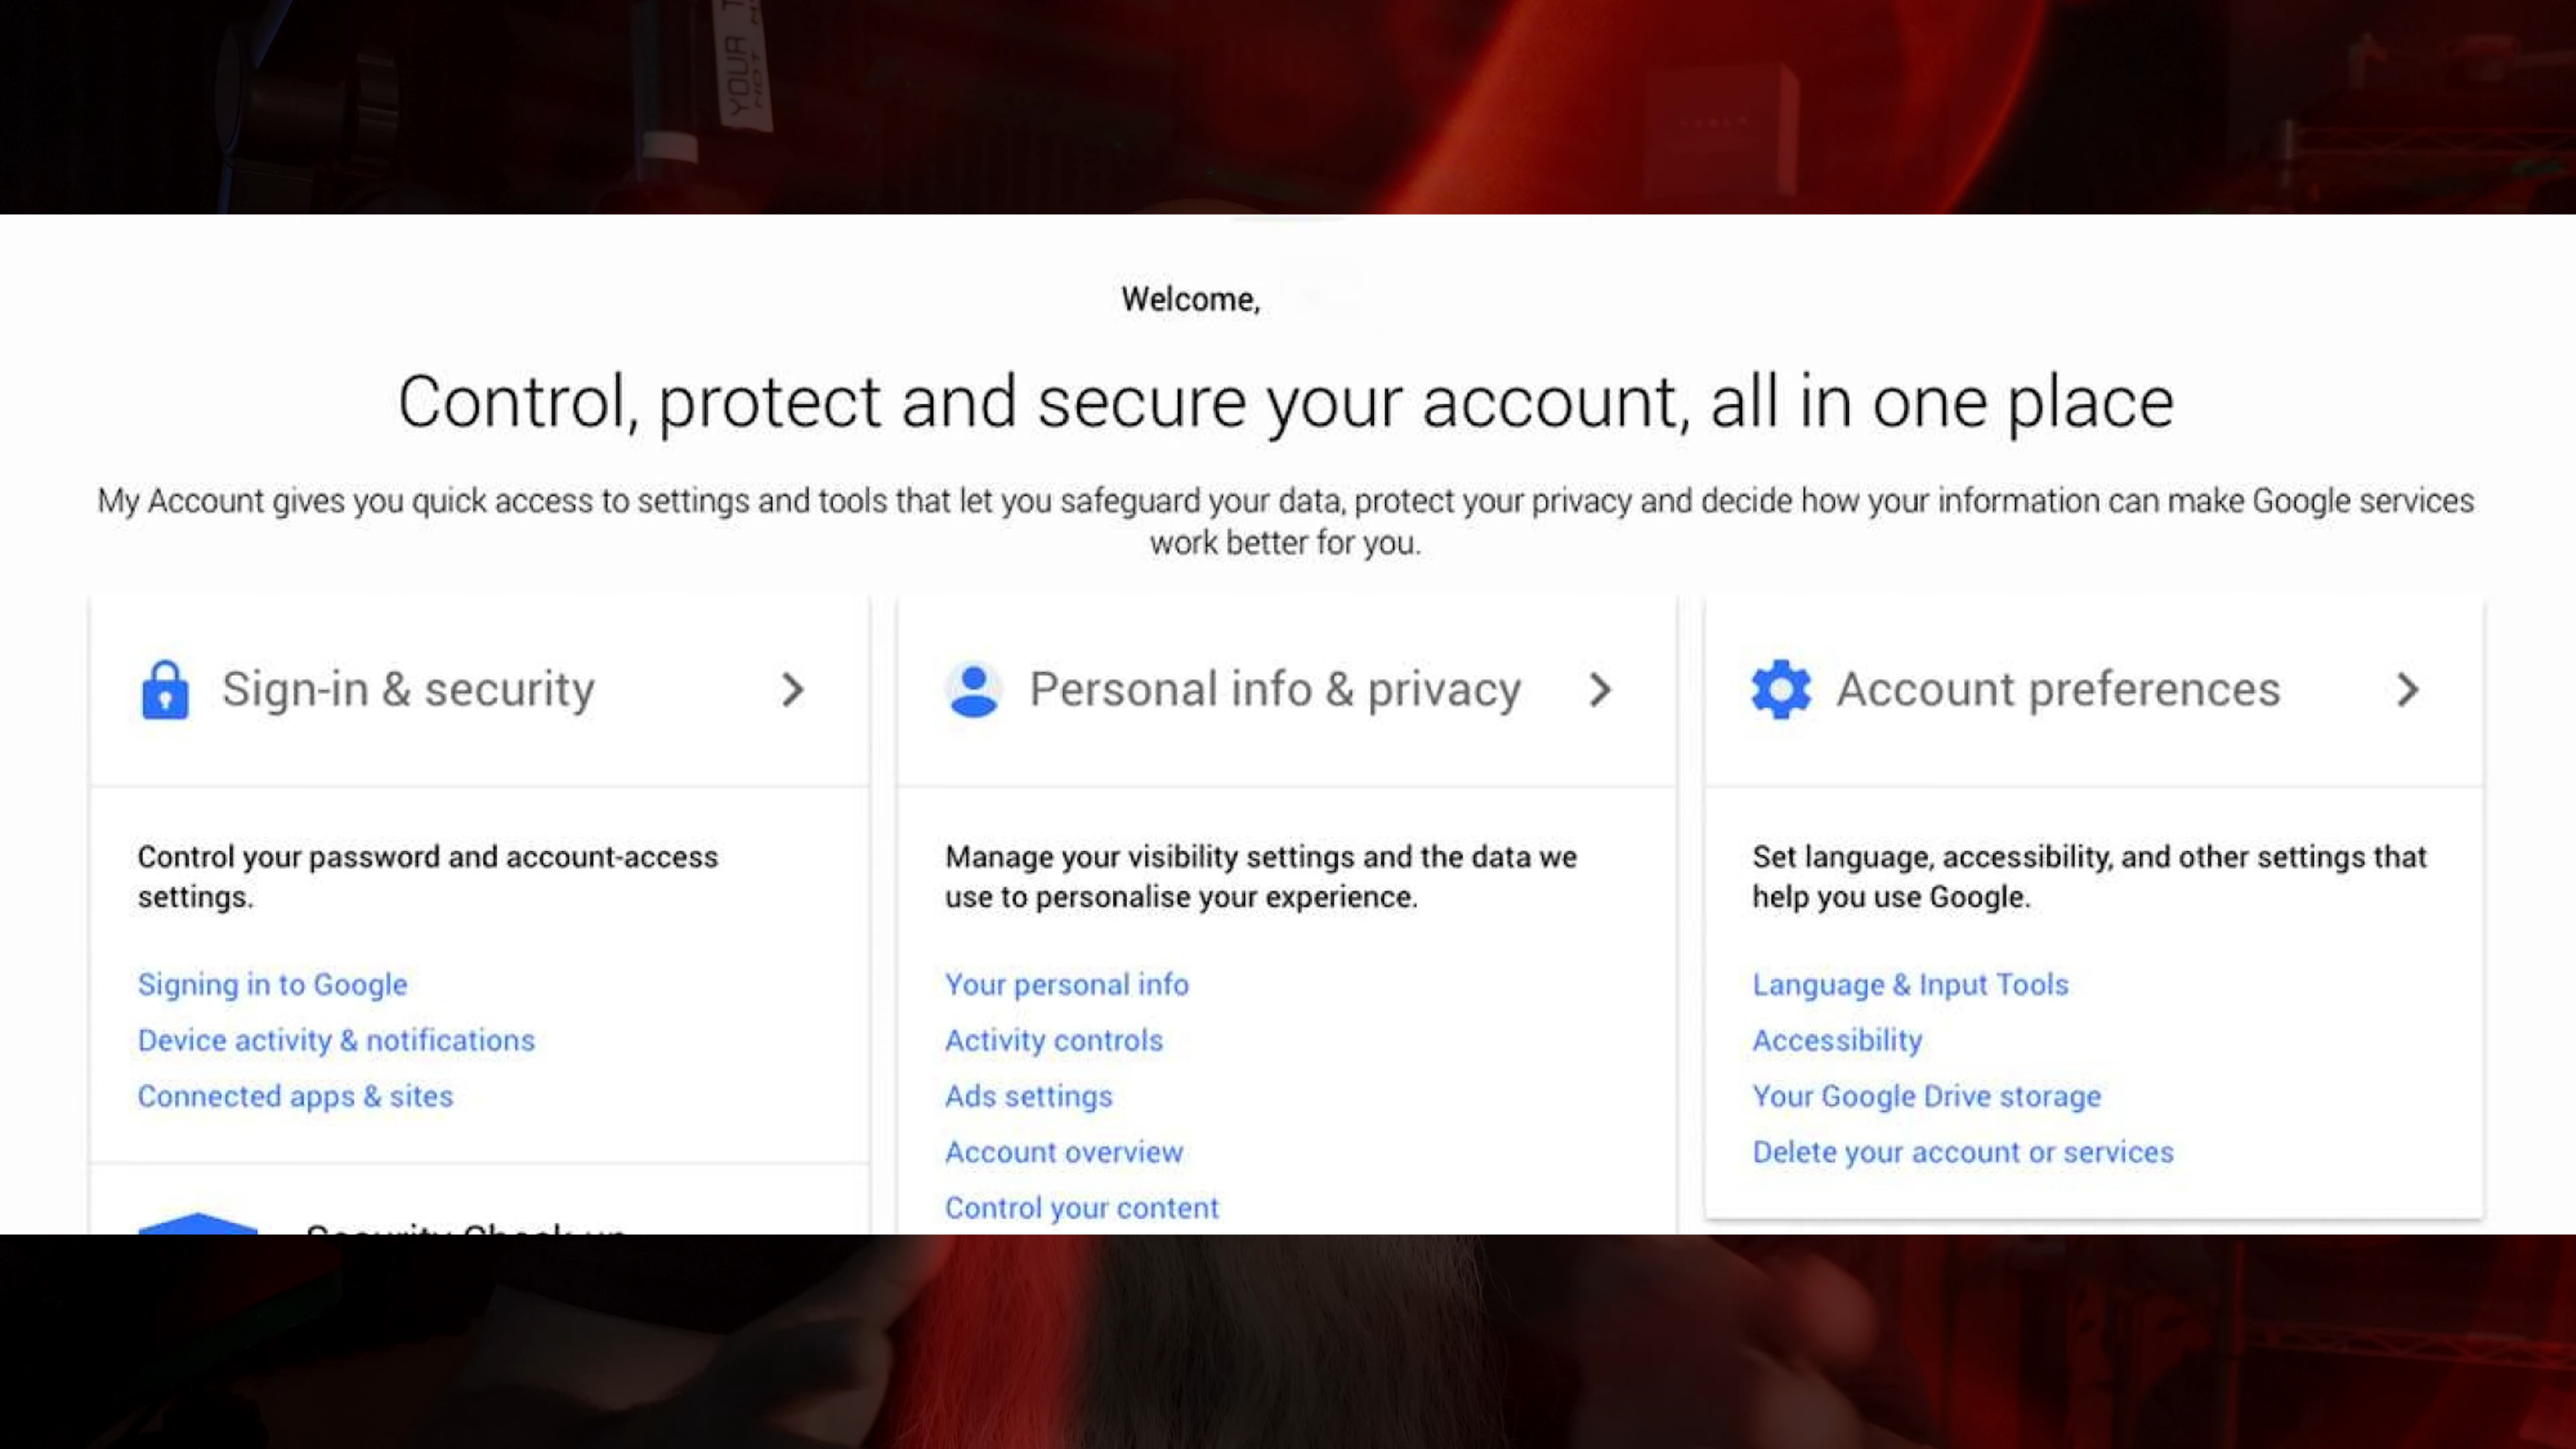 YOUR
NOT
Welcome,
Control, protect and secure your account, all in one place
My Account gives you quick access to settings and tools that let you safeguard your data, protect your privacy and decide how your information can make Google services
work better for you.
Sign-in & security
Control your password and account-access
settings.
Signing in to Google
Device activity & notifications
Connected apps & sites
Security Check-up
Personal info & privacy
Manage your visibility settings and the data we
use to personalise your experience.
Your personal info
Activity controls
Ads settings
Account overview
Control your content
Account preferences
Set language, accessibility, and other settings that
help you use Google.
Language & Input Tools
Accessibility
Your Google Drive storage
Delete your account or services